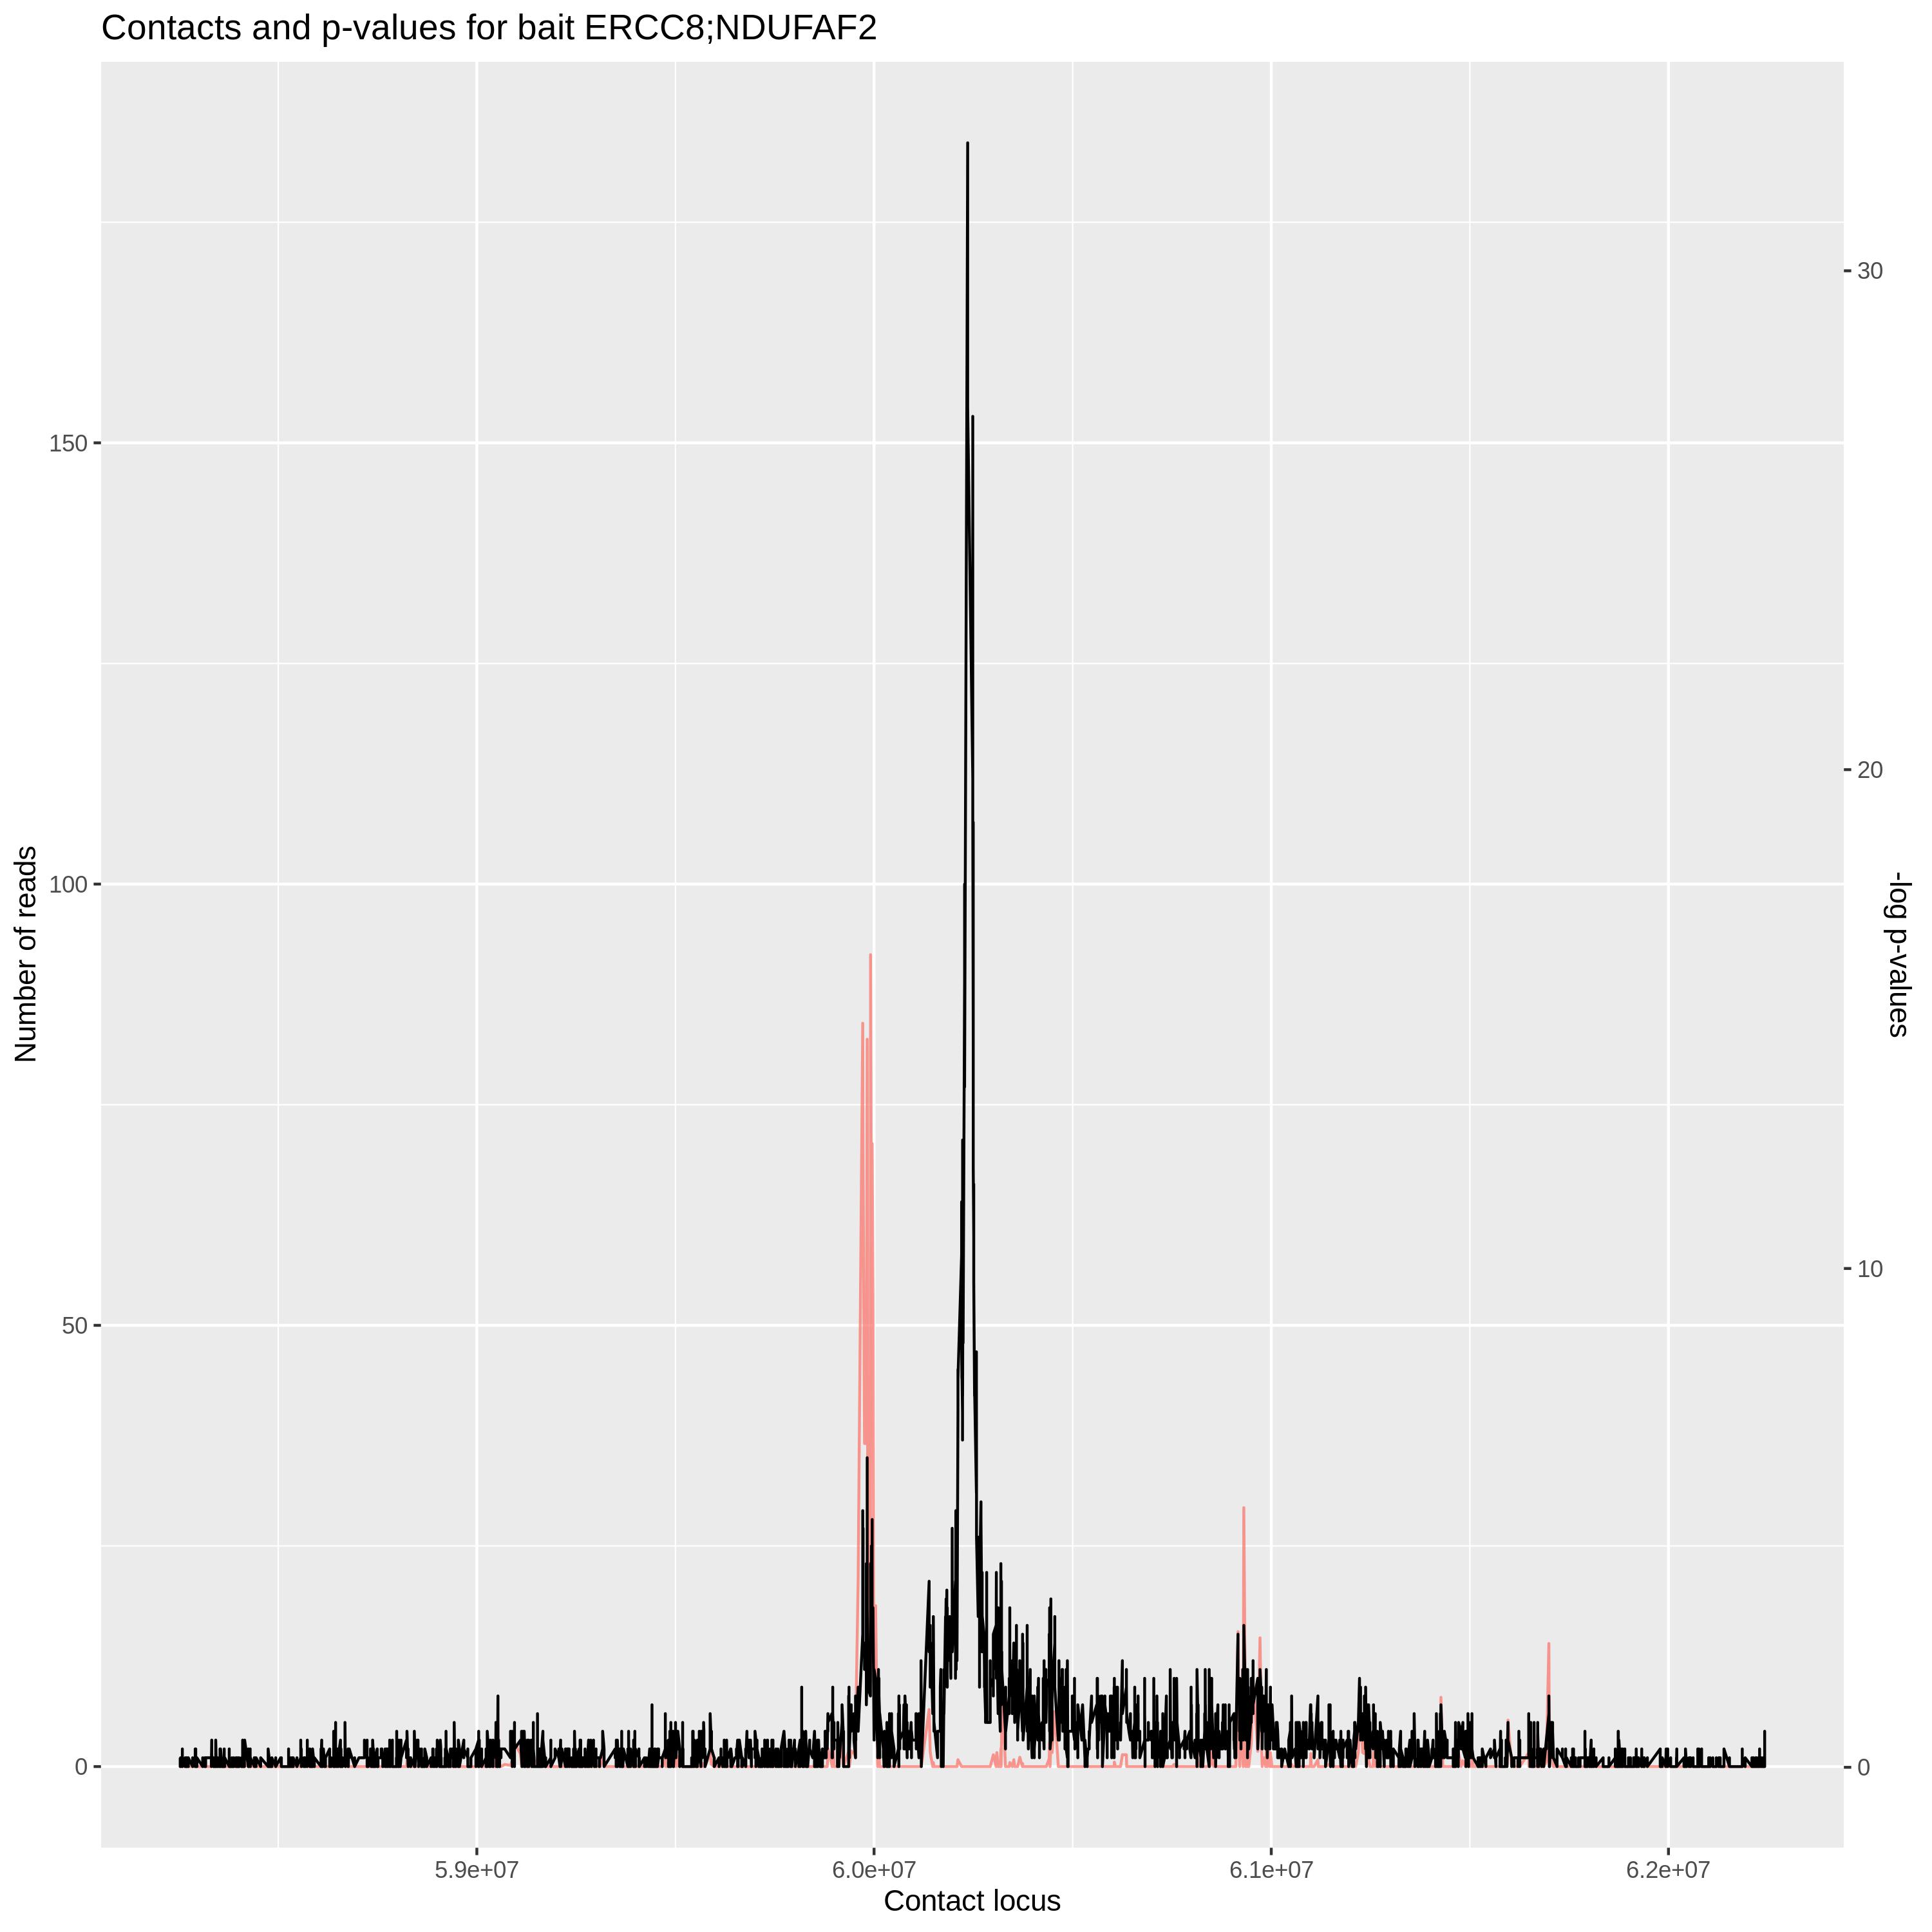 Contacts and p-values for bait ERCC8;NDUFAF2
150
100
50
0
Number of reads
30
20
10
0
-log p-values
5.9e+07
6.0e+07
6.1e+07
6.2e+07
Contact locus